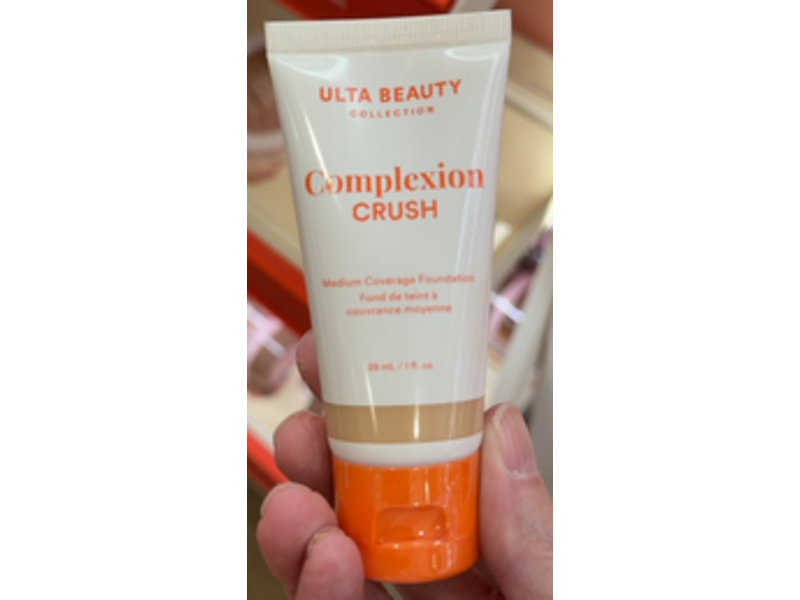 ULTA BEAUTY
COLLECTION
Complexion
CRUSH
Medium Coverage Foundation
Fond de teint à
couvrance moyenne
29 mL / 1 fl. oz.